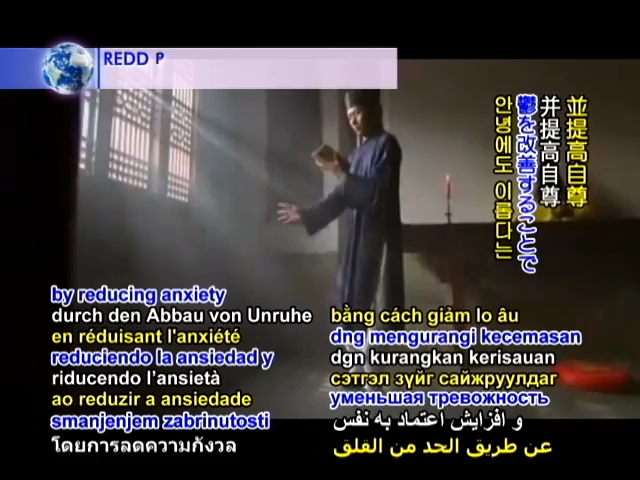 REDD P
並提高自尊
并提高自尊
鬱を改善することで
안녕에도 이롭다는
by reducing anxiety
durch den Abbau von Unruhe
en réduisant l'anxiété
reduciendo la ansiedad y
riducendo l'ansietà
ao reduzir a ansiedade
smanjenjem zabrinutosti
โดยการลดความกังวล
bằng cách giảm lo âu
dng mengurangi kecemasan
dgn kurangkan kerisauan
сэтгэл зүйг сайжруулдаг
уменьшая тревожность
و افزایش اعتماد به نفس
عن طريق الحد من القلق